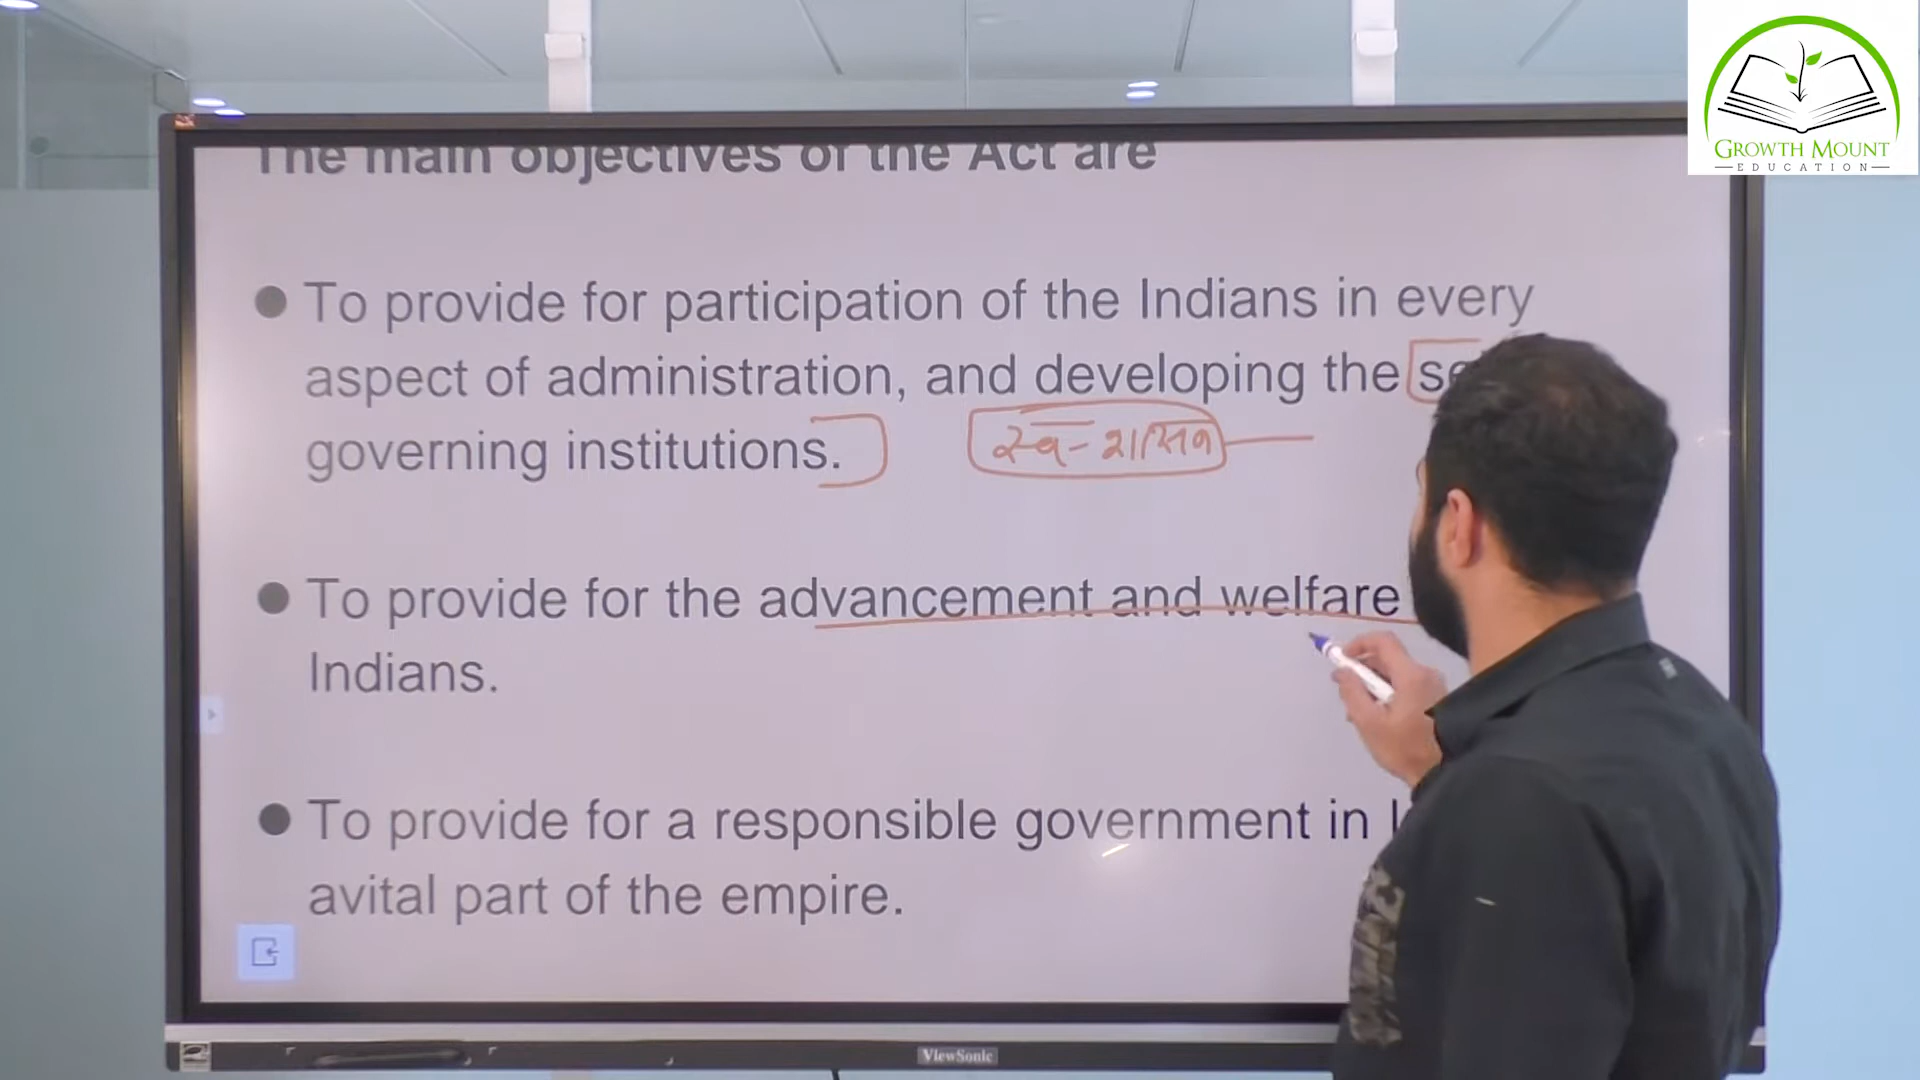 GROWTH MOUNT
EDUCATION
The main objectives of the Act are
To provide for participation of the Indians in every
aspect of administration, and developing the
governing institutions.
स्व-शासन
To provide for the advancement and welfare
Indians.
To provide for a responsible government in
avital part of the empire.
ViewSonic